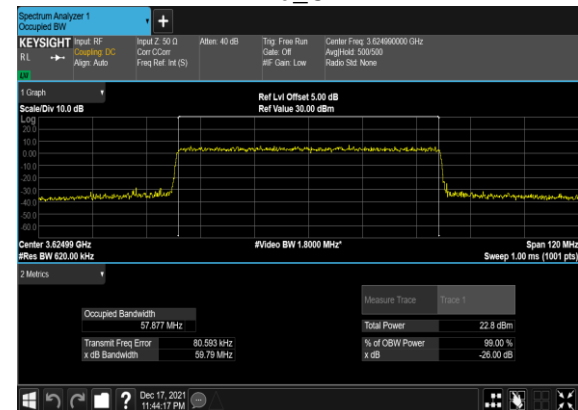 Spectrum Analyzer 1
Occupied BW
KEYSIGHT
RL
Input: RF
Coupling: DC
Align: Auto
Input Z: 50 Ω
Corr CCorr
Freq Ref: Int (S)
Atten: 40 dB
Trig: Free Run
Gate: Off
#IF Gain: Low
Center Freq: 3.624990000 GHz
Avg|Hold: 500/500
Radio Std: None
1 Graph
Scale/Div 10.0 dB
Ref Lvl Offset 5.00 dB
Ref Value 30.00 dBm
Log
20.0
10.0
0.00
-10.0
-20.0
-30.0
-40.0
-50.0
-60.0
Center 3.62499 GHz
#Res BW 620.00 kHz
#Video BW 1.8000 MHz*
Span 120 MHz
Sweep 1.00 ms (1001 pts)
2 Metrics
Measure Trace
Trace 1
Occupied Bandwidth
57.877 MHz
Total Power
22.8 dBm
Transmit Freq Error
80.593 kHz
% of OBW Power
99.00 %
x dB Bandwidth
59.79 MHz
x dB
-26.00 dB
?
Dec 17, 2021
11:44:17 PM